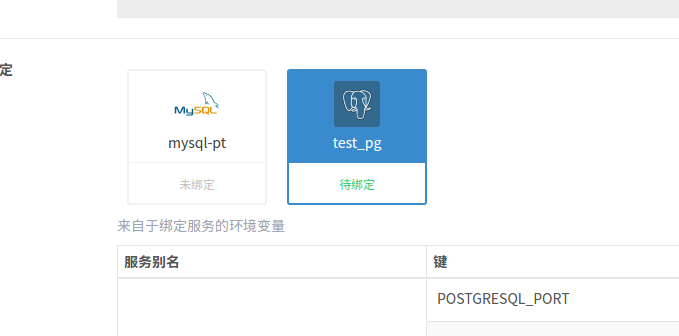 定
MySQL
mysql-pt
test_pg
未绑定
待绑定
来自于绑定服务的环境变量
服务别名
键
POSTGRESQL_PORT